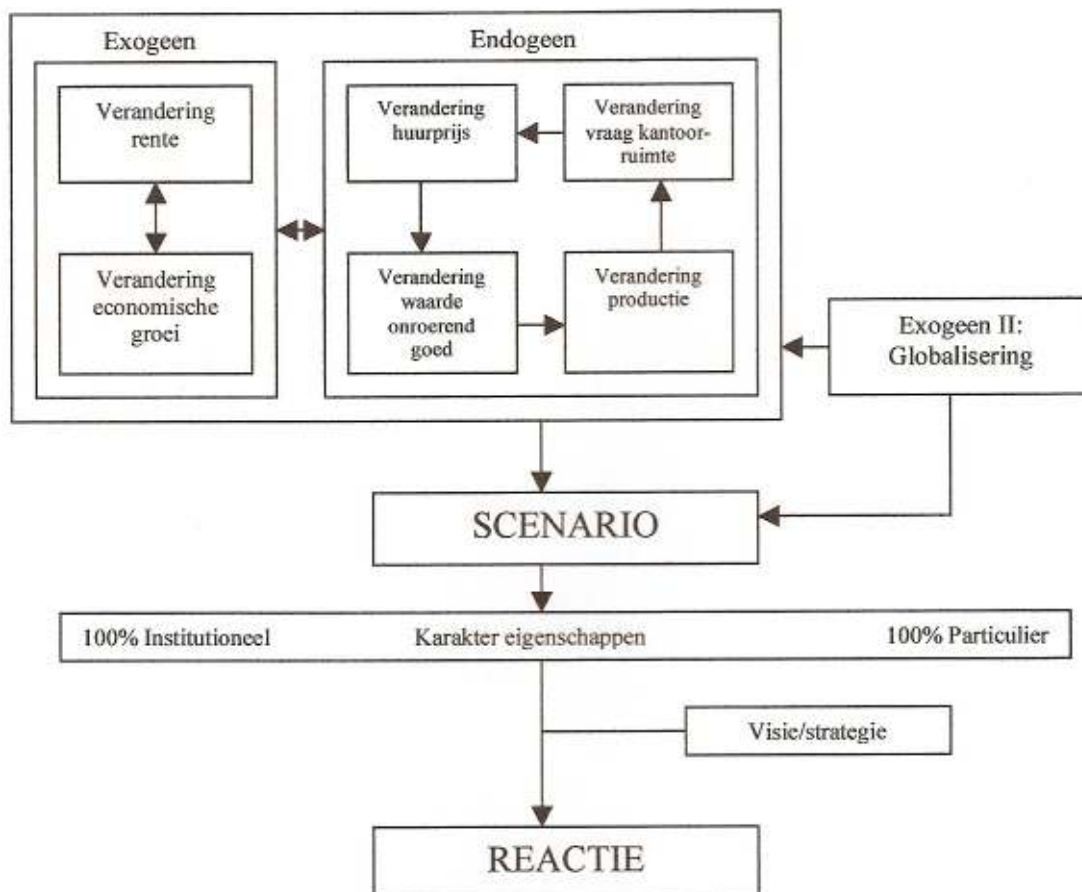 Exogeen
Endogeen
Verandering
rente
Verandering
economische
groei
Verandering
huurprijs
Verandering
vraag kantoor-
ruimte
Verandering
waarde
onroerend
goed
Verandering
productie
Exogeen II:
Globalisering
SCENARIO
100% Institutioneel Karakter eigenschappen 100% Particulier
Visie/strategie
REACTIE